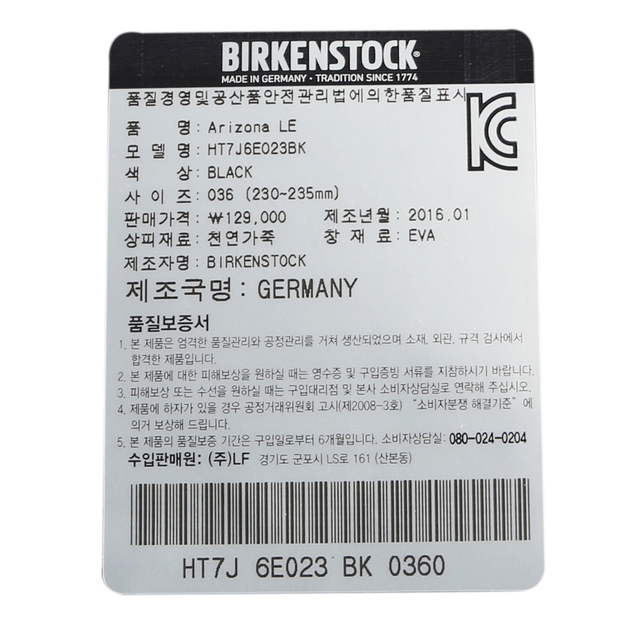 BIRKENSTOCK®
MADE IN GERMANY · TRADITION SINCE 1774
품질경영및공산품안전관리법에의한품질표시
품 명: Arizona LE
모 델 명: HT7J6E023BK
색 상: BLACK
사 이 즈: 036 (230~235mm)
판매가격: ₩129,000 제조년월: 2016.01
상피재료: 천연가죽 창 재 료: EVA
제조자명: BIRKENSTOCK
제조국명: GERMANY
품질보증서
1. 본 제품은 엄격한 품질관리와 공정관리를 거쳐 생산되었으며 소재, 외관, 규격 검사에서
합격한 제품입니다.
2. 본 제품에 대한 피해보상을 원하실 때는 영수증 및 구입증빙 서류를 지참하시기 바랍니다.
3. 피해보상 또는 수선을 원하실 때는 구입대리점 및 본사 소비자상담실로 연락해 주십시오.
4. 제품에 하자가 있을 경우 공정거래위원회 고시(제2008-3호) “소비자분쟁 해결기준” 에
의거 보상해 드립니다.
5. 본 제품의 품질보증 기간은 구입일로부터 6개월입니다. 소비자상담실: 080-024-0204
수입판매원: (주)LF 경기도 군포시 LS로 161 (산본동)
HT7J 6E023 BK 0360